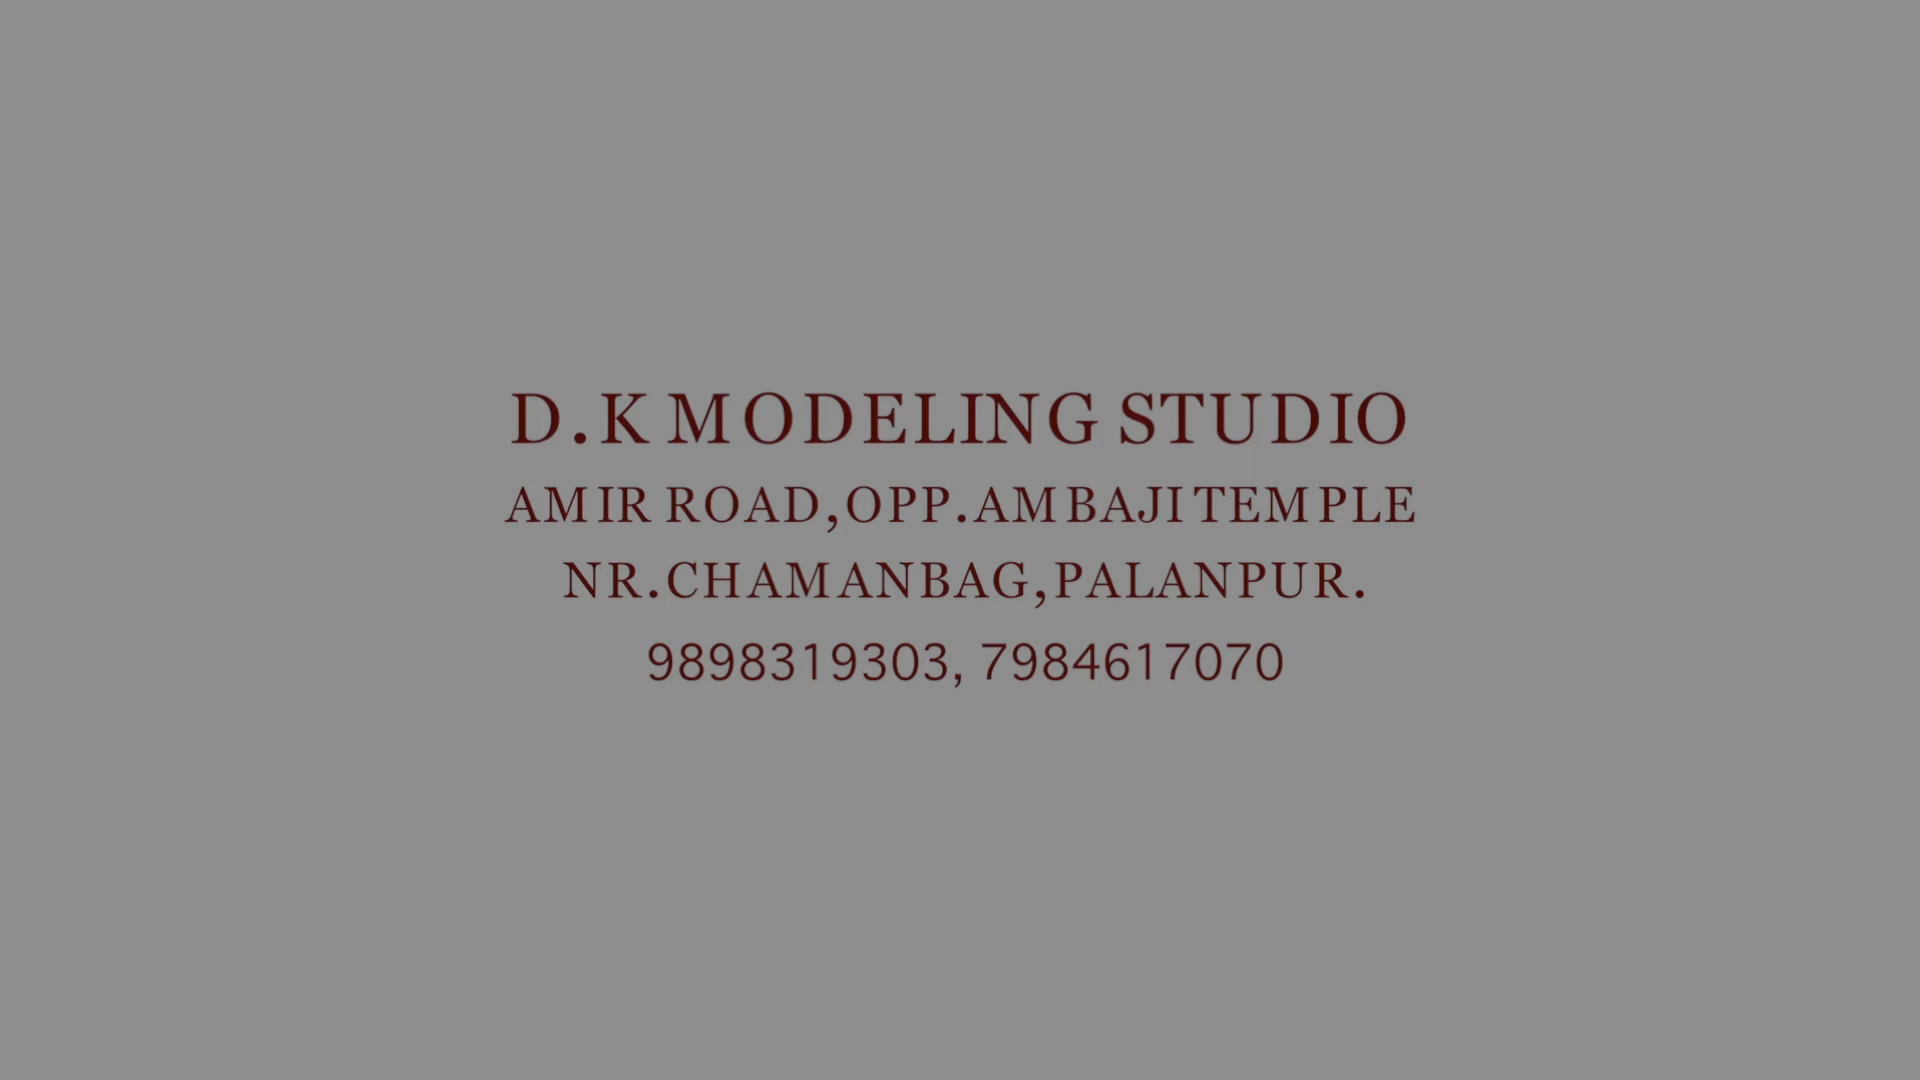 D.K MODELING STUDIO
AMIR ROAD,OPP.AMBAJI TEMPLE
NR.CHAMANBAG,PALANPUR.
9898319303, 7984617070